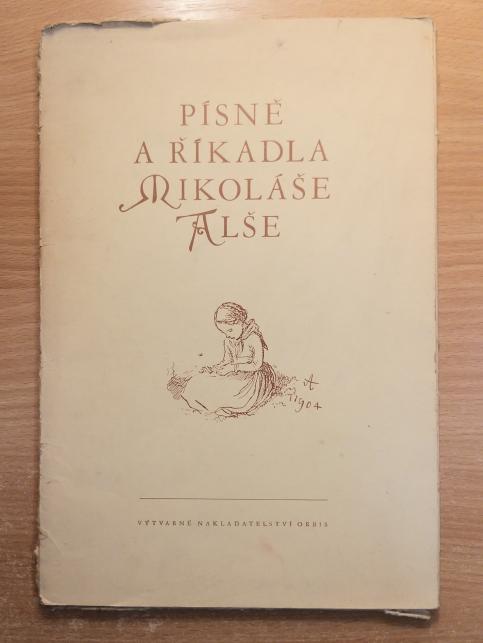 PÍSNĚ
A ŘÍKADLA
MIKOLÁŠE
ALŠE
A
1904
VÝTVARNÉ NAKLADATELSTVÍ ORBIS